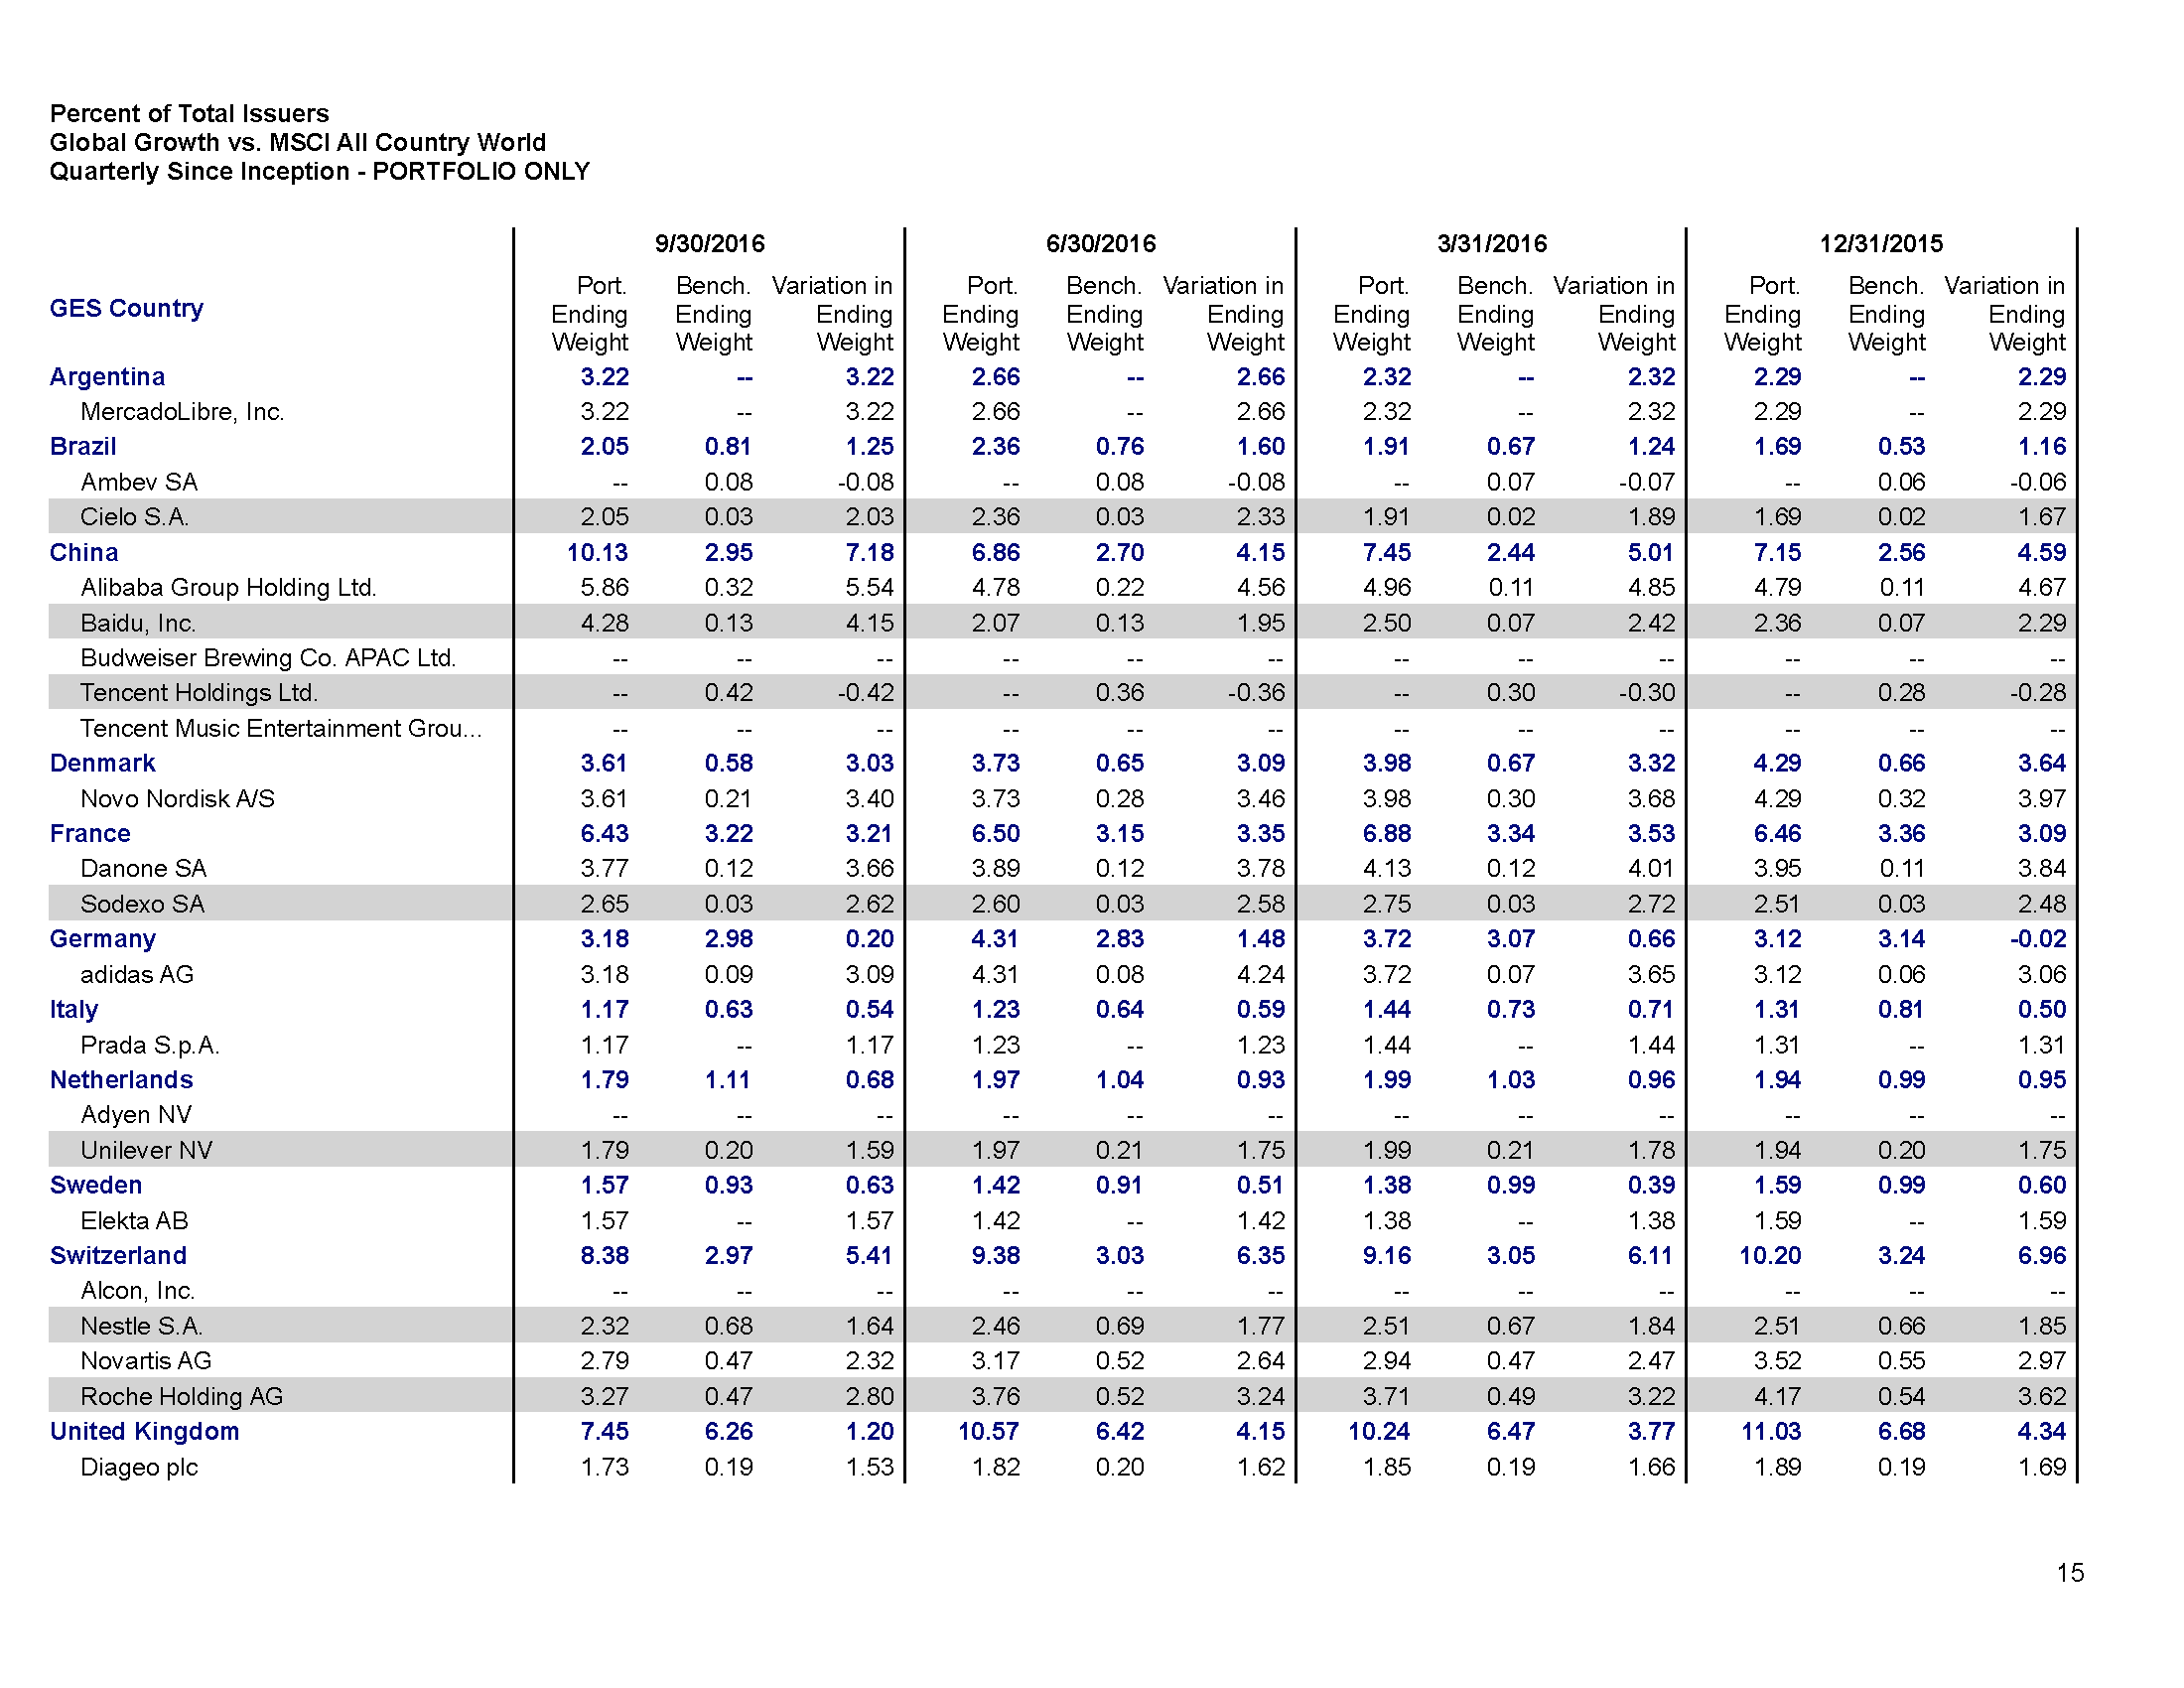 Percent of Total Issuers
Global Growth vs. MSCI All Country World
Quarterly Since Inception - PORTFOLIO ONLY
9/30/2016 6/30/2016 3/31/2016 12/31/2015
GES Country
Port. Bench. Variation in Port. Bench. Variation in Port. Bench. Variation in Port. Bench. Variation in
Ending Ending Ending Ending Ending Ending Ending Ending Ending Ending Ending Ending
Weight Weight Weight Weight Weight Weight Weight Weight Weight Weight Weight Weight
Argentina 3.22 -- 3.22 2.66 -- 2.66 2.32 -- 2.32 2.29 -- 2.29
MercadoLibre, Inc. 3.22 -- 3.22 2.66 -- 2.66 2.32 -- 2.32 2.29 -- 2.29
Brazil 2.05 0.81 1.25 2.36 0.76 1.60 1.91 0.67 1.24 1.69 0.53 1.16
Ambev SA -- 0.08 -0.08 -- 0.08 -0.08 -- 0.07 -0.07 -- 0.06 -0.06
Cielo S.A. 2.05 0.03 2.03 2.36 0.03 2.33 1.91 0.02 1.89 1.69 0.02 1.67
China 10.13 2.95 7.18 6.86 2.70 4.15 7.45 2.44 5.01 7.15 2.56 4.59
Alibaba Group Holding Ltd. 5.86 0.32 5.54 4.78 0.22 4.56 4.96 0.11 4.85 4.79 0.11 4.67
Baidu, Inc. 4.28 0.13 4.15 2.07 0.13 1.95 2.50 0.07 2.42 2.36 0.07 2.29
Budweiser Brewing Co. APAC Ltd. -- -- -- -- -- -- -- -- -- -- -- --
Tencent Holdings Ltd. -- 0.42 -0.42 -- 0.36 -0.36 -- 0.30 -0.30 -- 0.28 -0.28
Tencent Music Entertainment Grou... -- -- -- -- -- -- -- -- -- -- -- --
Denmark 3.61 0.58 3.03 3.73 0.65 3.09 3.98 0.67 3.32 4.29 0.66 3.64
Novo Nordisk A/S 3.61 0.21 3.40 3.73 0.28 3.46 3.98 0.30 3.68 4.29 0.32 3.97
France 6.43 3.22 3.21 6.50 3.15 3.35 6.88 3.34 3.53 6.46 3.36 3.09
Danone SA 3.77 0.12 3.66 3.89 0.12 3.78 4.13 0.12 4.01 3.95 0.11 3.84
Sodexo SA 2.65 0.03 2.62 2.60 0.03 2.58 2.75 0.03 2.72 2.51 0.03 2.48
Germany 3.18 2.98 0.20 4.31 2.83 1.48 3.72 3.07 0.66 3.12 3.14 -0.02
adidas AG 3.18 0.09 3.09 4.31 0.08 4.24 3.72 0.07 3.65 3.12 0.06 3.06
Italy 1.17 0.63 0.54 1.23 0.64 0.59 1.44 0.73 0.71 1.31 0.81 0.50
Prada S.p.A. 1.17 -- 1.17 1.23 -- 1.23 1.44 -- 1.44 1.31 -- 1.31
Netherlands 1.79 1.11 0.68 1.97 1.04 0.93 1.99 1.03 0.96 1.94 0.99 0.95
Adyen NV -- -- -- -- -- -- -- -- -- -- -- --
Unilever NV 1.79 0.20 1.59 1.97 0.21 1.75 1.99 0.21 1.78 1.94 0.20 1.75
Sweden 1.57 0.93 0.63 1.42 0.91 0.51 1.38 0.99 0.39 1.59 0.99 0.60
Elekta AB 1.57 -- 1.57 1.42 -- 1.42 1.38 -- 1.38 1.59 -- 1.59
Switzerland 8.38 2.97 5.41 9.38 3.03 6.35 9.16 3.05 6.11 10.20 3.24 6.96
Alcon, Inc. -- -- -- -- -- -- -- -- -- -- -- --
Nestle S.A. 2.32 0.68 1.64 2.46 0.69 1.77 2.51 0.67 1.84 2.51 0.66 1.85
Novartis AG 2.79 0.47 2.32 3.17 0.52 2.64 2.94 0.47 2.47 3.52 0.55 2.97
Roche Holding AG 3.27 0.47 2.80 3.76 0.52 3.24 3.71 0.49 3.22 4.17 0.54 3.62
United Kingdom 7.45 6.26 1.20 10.57 6.42 4.15 10.24 6.47 3.77 11.03 6.68 4.34
Diageo plc 1.73 0.19 1.53 1.82 0.20 1.62 1.85 0.19 1.66 1.89 0.19 1.69
15